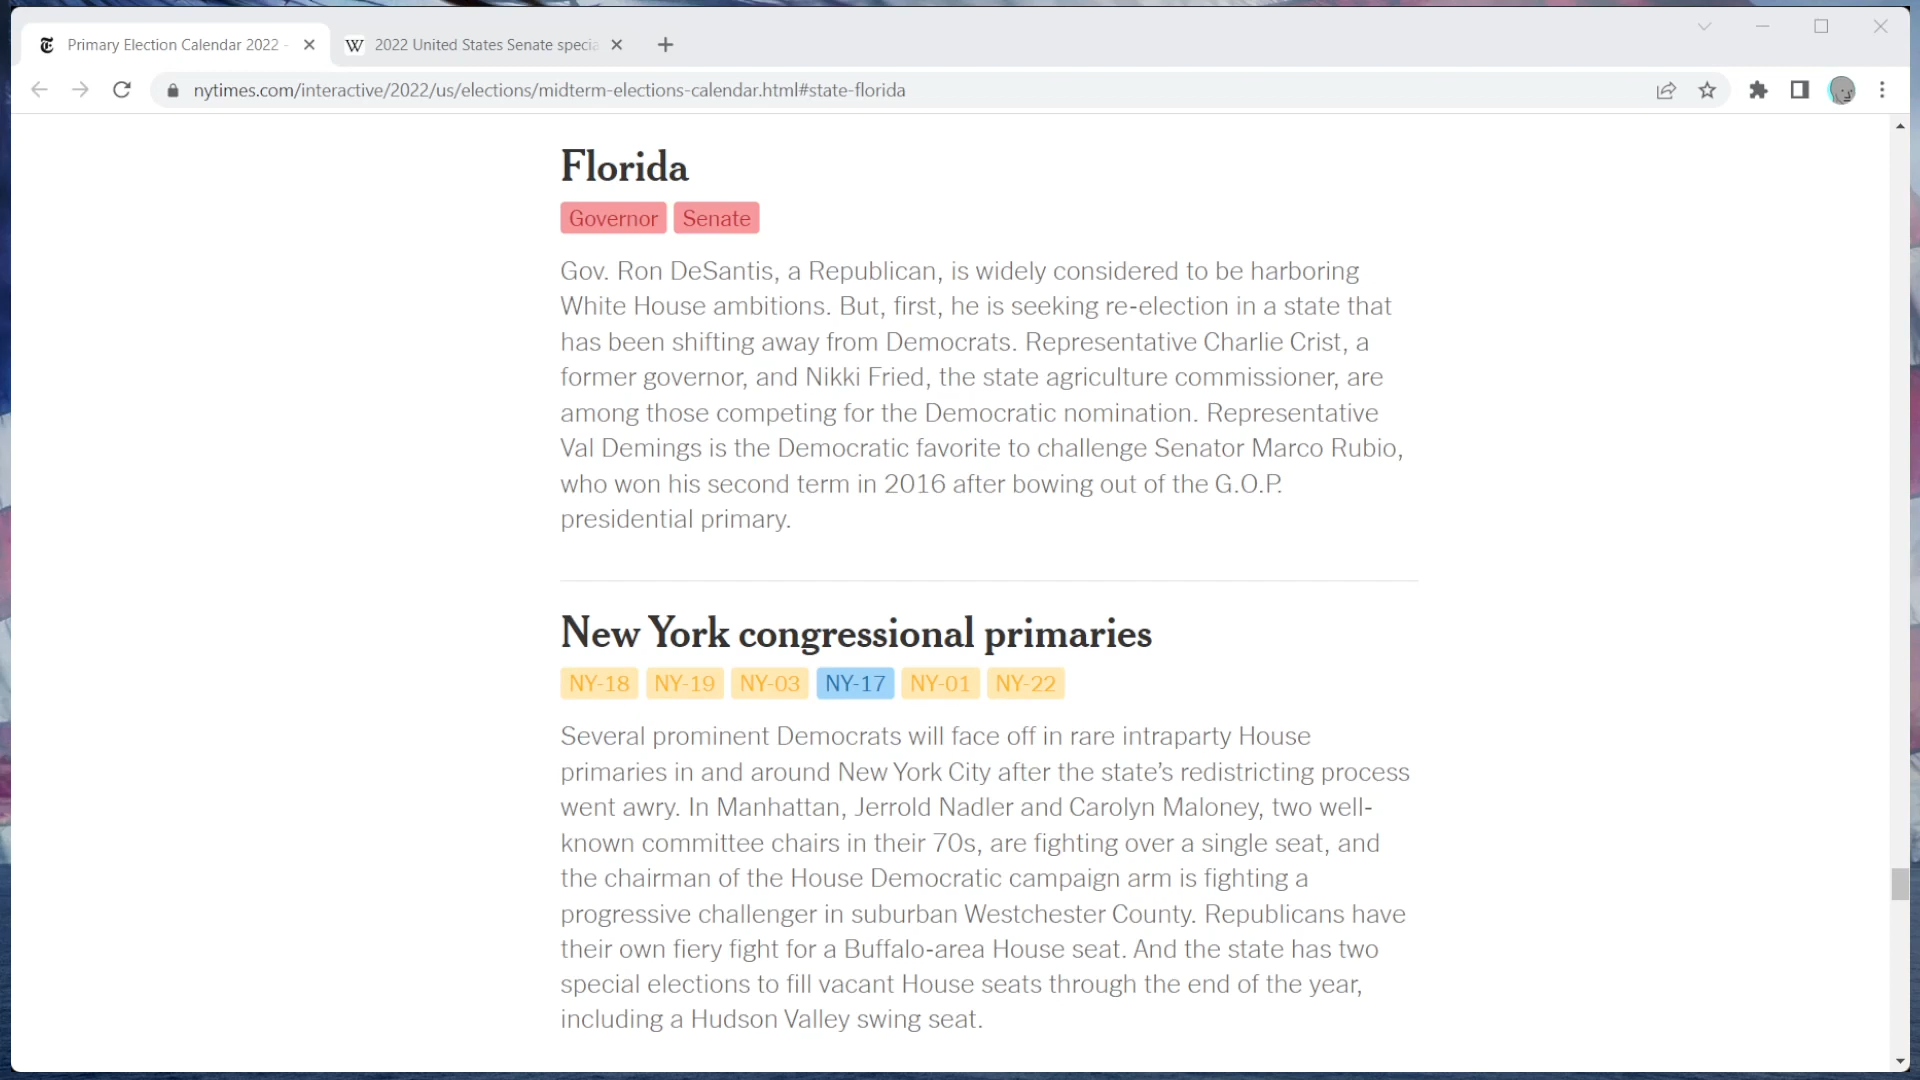 Primary Election Calendar 2022 -
2022 United States Senate specia
nytimes.com/interactive/2022/us/elections/midterm-elections-calendar.html#state-florida
Florida
Governor Senate
Gov. Ron DeSantis, a Republican, is widely considered to be harboring
White House ambitions. But, first, he is seeking re-election in a state that
has been shifting away from Democrats. Representative Charlie Crist, a
former governor, and Nikki Fried, the state agriculture commissioner, are
among those competing for the Democratic nomination. Representative
Val Demings is the Democratic favorite to challenge Senator Marco Rubio,
who won his second term in 2016 after bowing out of the G.O.P.
presidential primary.
New York congressional primaries
NY-18 NY-19 NY-03 NY-17 NY-01 NY-22
Several prominent Democrats will face off in rare intraparty House
primaries in and around New York City after the state’s redistricting process
went awry. In Manhattan, Jerrold Nadler and Carolyn Maloney, two well-
known committee chairs in their 70s, are fighting over a single seat, and
the chairman of the House Democratic campaign arm is fighting a
progressive challenger in suburban Westchester County. Republicans have
their own fiery fight for a Buffalo-area House seat. And the state has two
special elections to fill vacant House seats through the end of the year,
including a Hudson Valley swing seat.